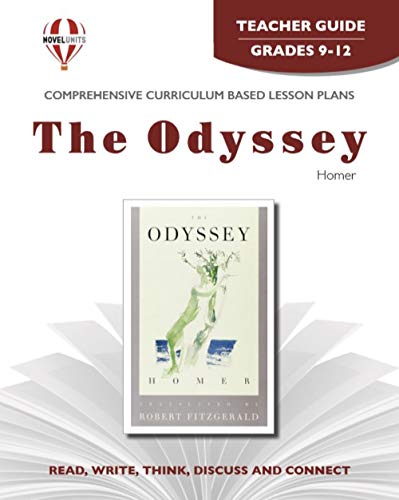 NOVEL UNITS
TEACHER GUIDE
GRADES 9-12
COMPREHENSIVE CURRICULUM BASED LESSON PLANS
The Odyssey
Homer
THE
ODYSSEY
HOMER
TRANSLATED BY
ROBERT FITZGERALD
READ, WRITE, THINK, DISCUSS AND CONNECT